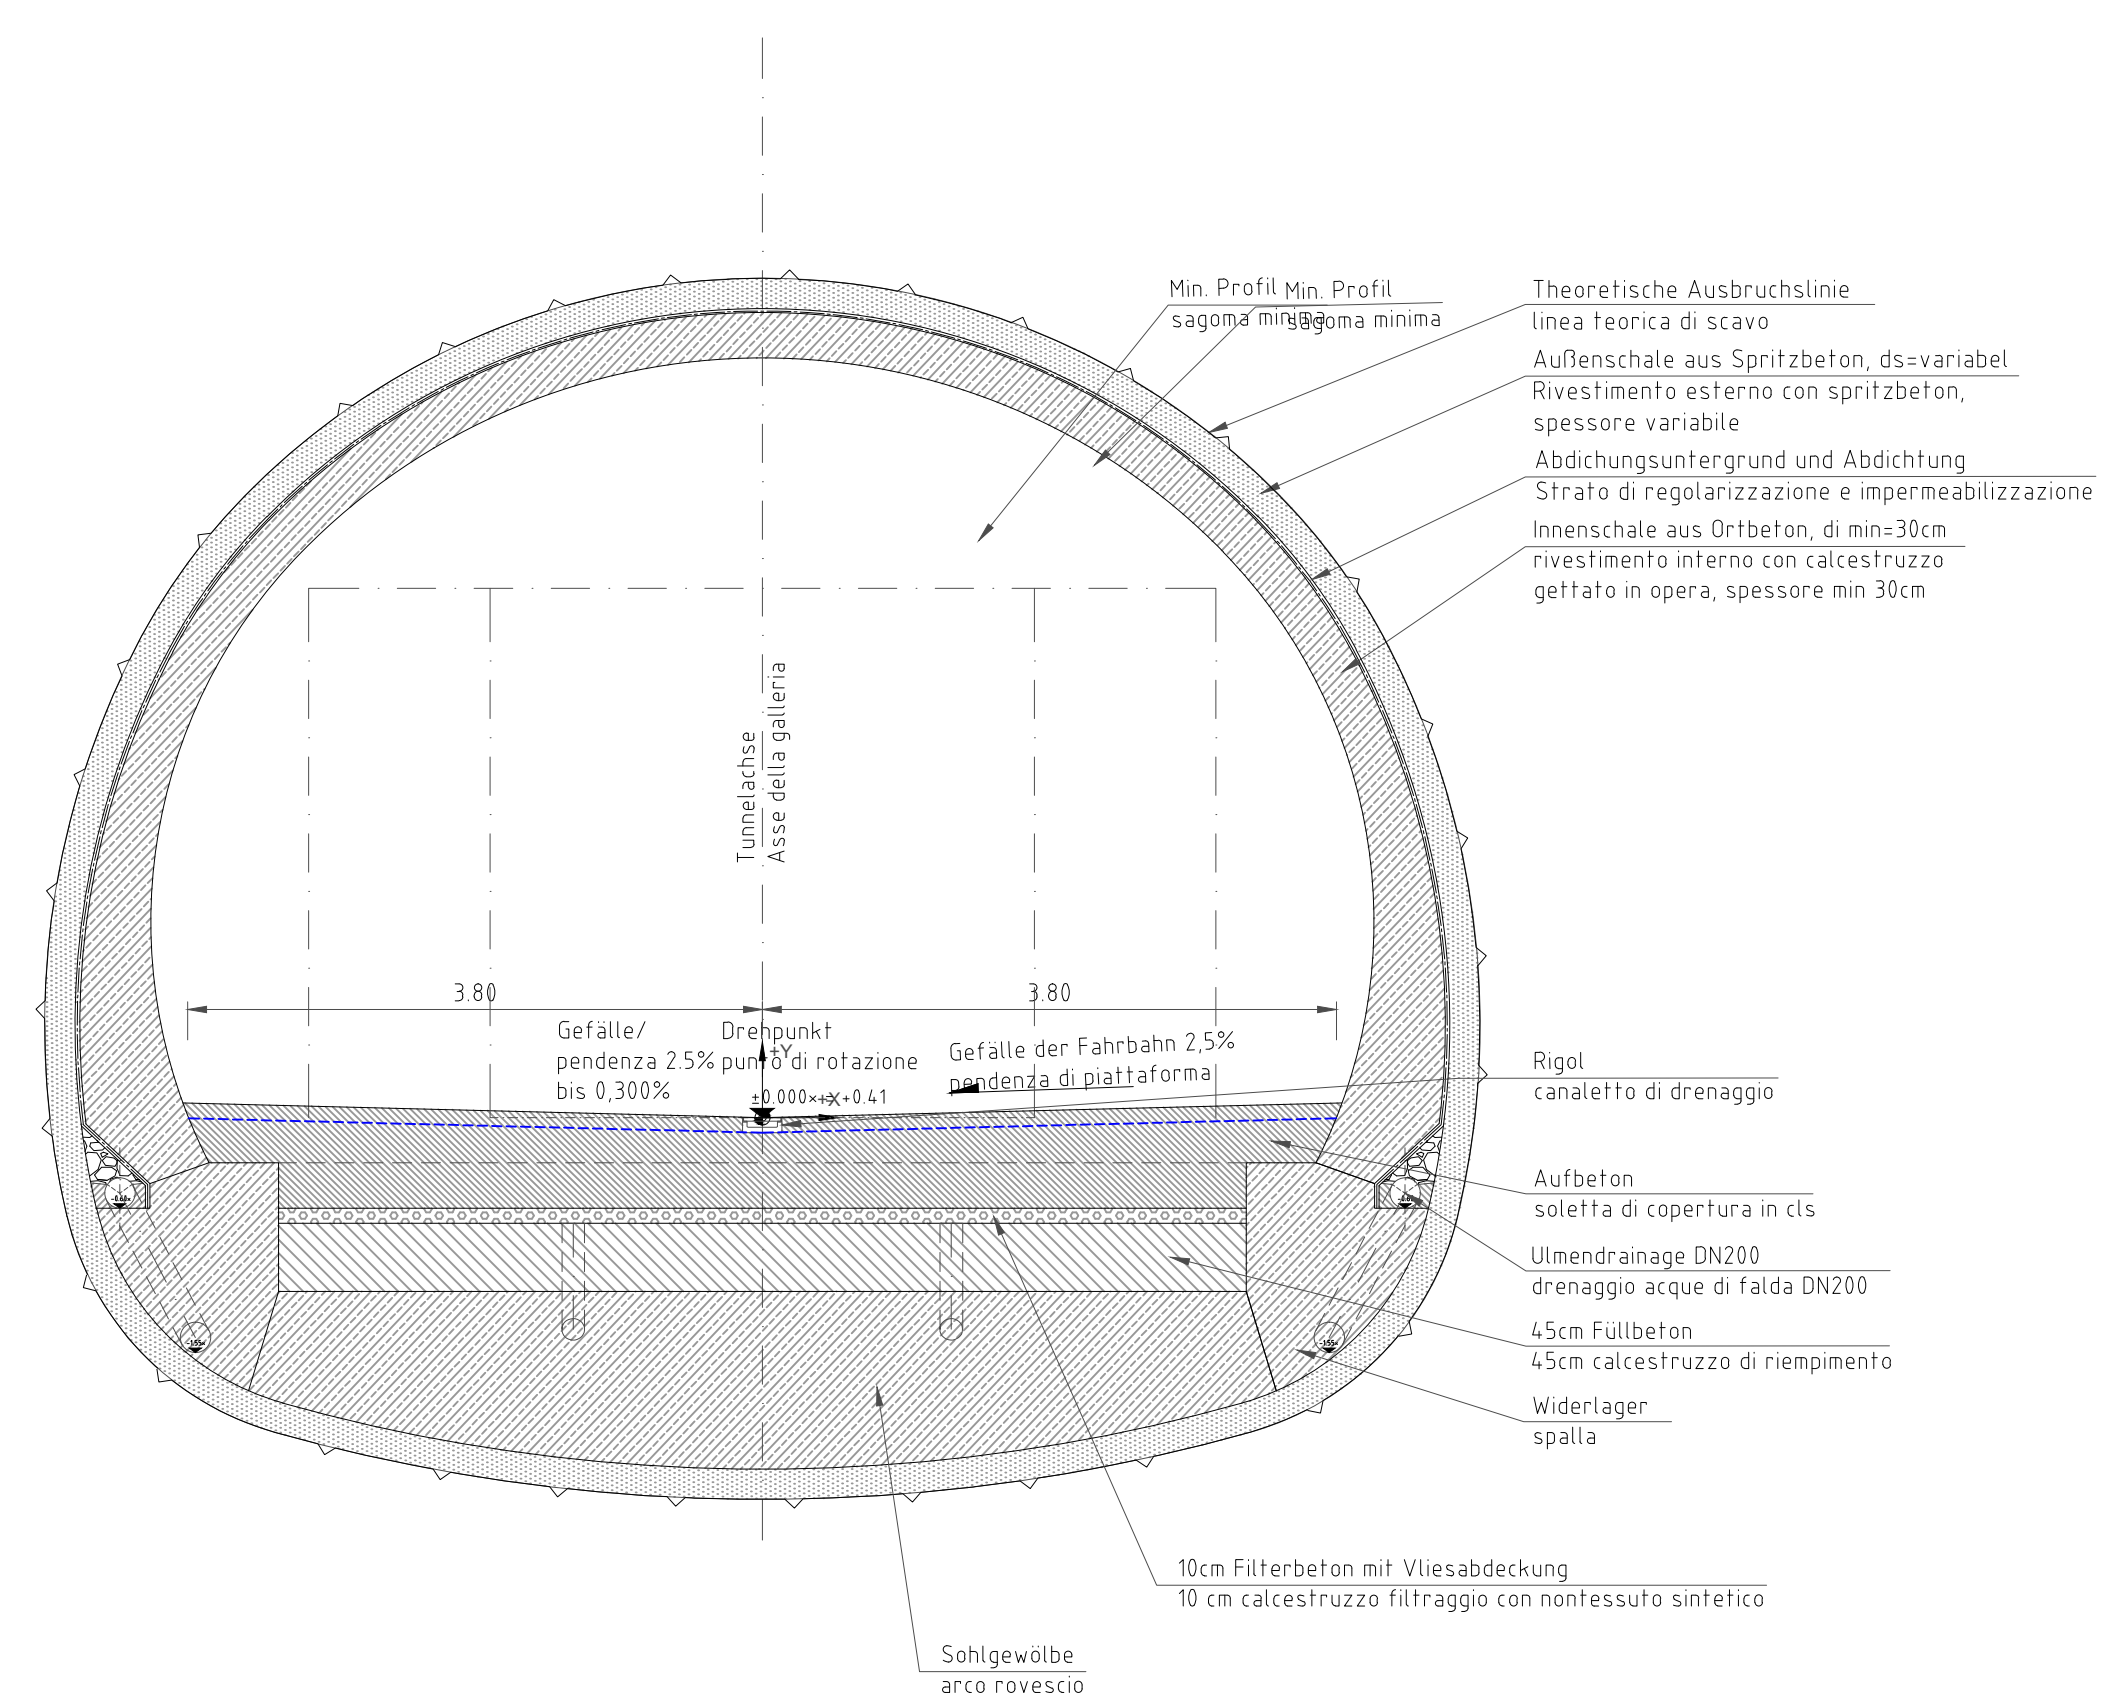 Min. Profil
sagoma minima
Min. Profil
sagoma minima
Theoretische Ausbruchslinie
linea teorica di scavo
Außenschale aus Spritzbeton, ds=variabel
Rivestimento esterno con spritzbeton,
spessore variabile
Abdichungsuntergrund und Abdichtung
Strato di regolarizzazione e impermeabilizzazione
Innenschale aus Ortbeton, di min=30cm
rivestimento interno con calcestruzzo
gettato in opera, spessore min 30cm
Tunnelachse
Asse della galleria
3.80
3.80
Gefälle/
pendenza 2.5%
bis 0,300%
Drehpunkt
punto di rotazione
+Y
+X
±0.000
+0.41
Gefälle der Fahrbahn 2,5%
pendenza di piattaforma
Rigol
canaletto di drenaggio
Aufbeton
soletta di copertura in cls
Ulmendrainage DN200
drenaggio acque di falda DN200
45cm Füllbeton
45cm calcestruzzo di riempimento
Widerlager
spalla
-0.60
-1.55
-1.55
10cm Filterbeton mit Vliesabdeckung
10 cm calcestruzzo filtraggio con nontessuto sintetico
Sohlgewölbe
arco rovescio